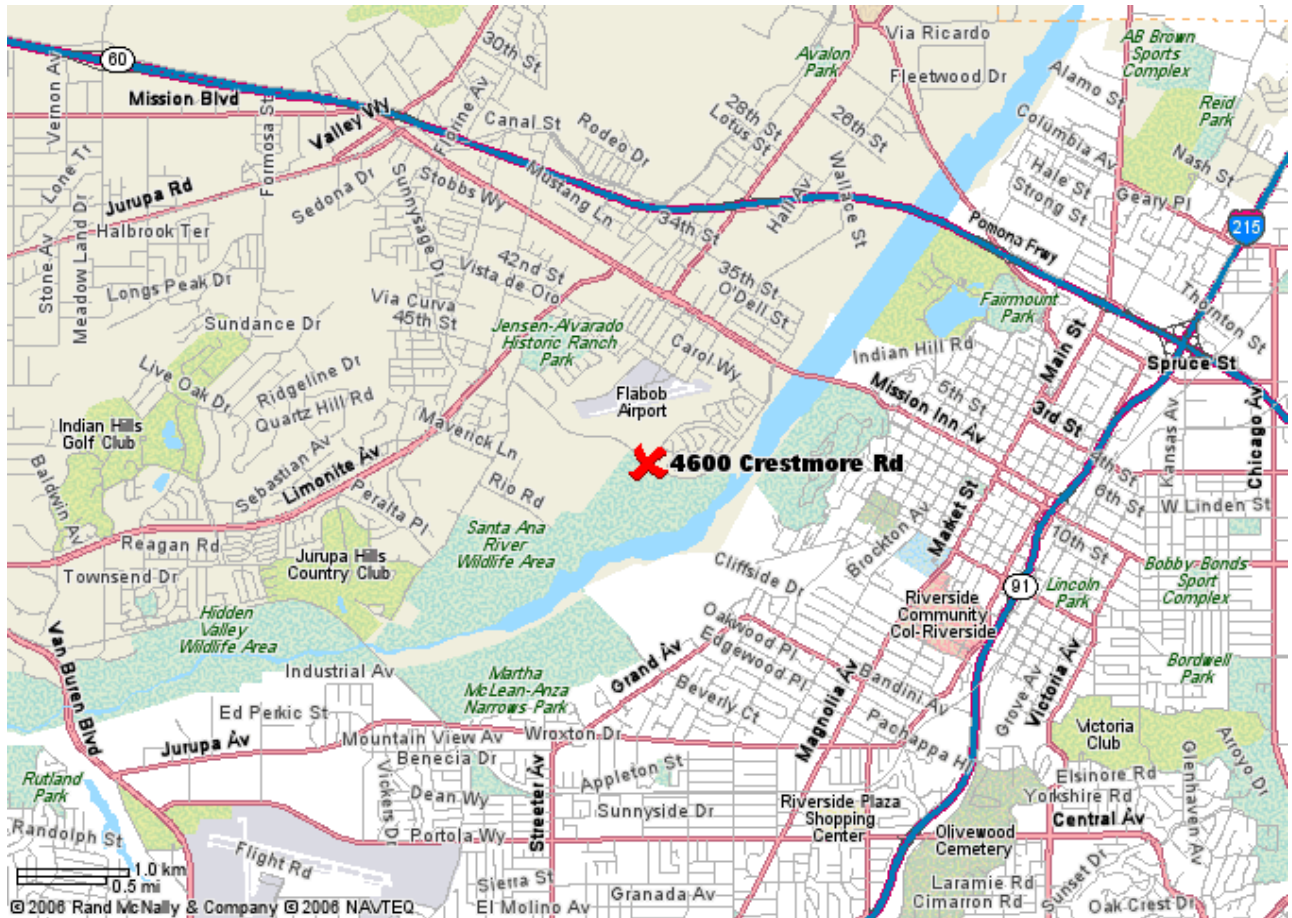 Via Ricardo
AB Brown
Sports
Complex
30th St
Avalon
Park
Fleetwood Dr
Alamo St
60
Vernon Av
Mission Blvd
Formosa St
Valley Wy
Canal St
Rodeo Dr
28th St
Lotus St
26th St
Columbia Av
Reid
Park
Nash St
Loner Tr
Jurupa Rd
Sedona Dr
Sunnysage Dr
Stobbs Wy
Mustang Ln
34th St
Hall Av
Wallace St
Hale St
Strong St
Geary Pl
215
Meadow Land Dr
Halbrook Ter
Stone Av
Longs Peak Dr
42nd St
Vista de Oro
35th St
O'Dell St
Pomona Frwy
Thornton St
Via Curva
45th St
Sundance Dr
Jensen-Alvarado
Historic Ranch
Park
Carol Wy
Fairmount
Park
Main St
Indian Hill Rd
Spruce St
Live Oak Dr
Ridgeline Dr
Quartz Hill Rd
Flabob
Airport
Mission Inn Av
5th St
3rd St
Kansas Av
Chicago Av
Indian Hills
Golf Club
Maverick Ln
Sebastian Av
Limonite Av
4600 Crestmore Rd
5th St
6th St
W Linden St
Baldwin Av
Peralta Pl
Rio Rd
Market St
Brockton Av
10th St
Reagan Rd
Santa Ana
River
Wildlife Area
Townsend Dr
Jurupa Hills
Country Club
Cliffside Dr
91
Lincoln
Park
Bobby Bonds
Sport
Complex
Riverside
Community
Col-Riverside
Hidden
Valley
Wildlife Area
Oakwood Pl
Edgewood Pl
Van Buren Blvd
Industrial Av
Martha
McLean-Anza
Narrows Park
Grand Av
Beverly Ct
Magnolia Av
Bandini Av
Grove Av
Victoria Av
Bordwell
Park
Ed Perkic St
Pachappa Hl
Jurupa Av
Mountain View Av
Wroxton Dr
Benecia Dr
Victoria
Club
Glenhaven Av
Arroyo Dr
Rutland
Park
Vickers Dr
Dean Wy
Streeter Av
Appleton St
Sunnyside Dr
Elsinore Rd
Yorkshire Rd
Riverside Plaza
Shopping
Center
Central Av
Randolph St
Portola Wy
Olivewood
Cemetery
Flight Rd
1.0 km
0.5 mi
Sierra St
Granada Av
El Molino Av
Laramie Rd
Cimarron Rd
Sunset Dr
Oak Crest Dr
© 2006 Rand McNally & Company © 2006 NAVTEQ